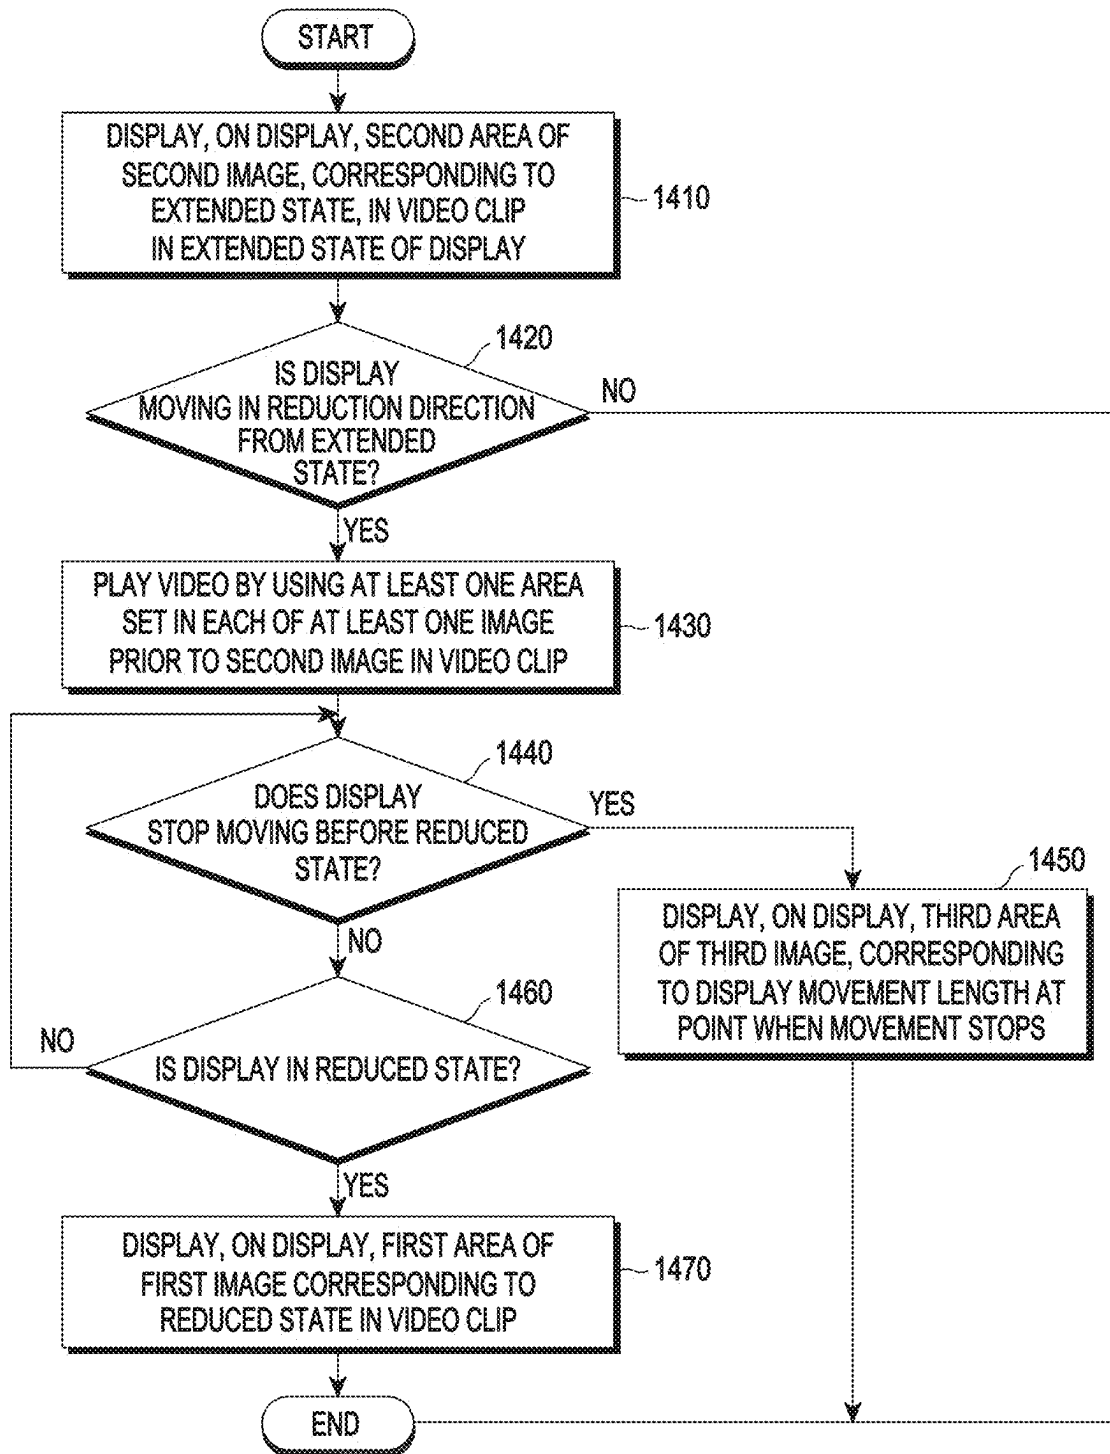 START
DISPLAY, ON DISPLAY, SECOND AREA OF
SECOND IMAGE, CORRESPONDING TO
EXTENDED STATE, IN VIDEO CLIP
IN EXTENDED STATE OF DISPLAY
1410
1420
IS DISPLAY
MOVING IN REDUCTION DIRECTION
FROM EXTENDED
STATE?
NO
YES
PLAY VIDEO BY USING AT LEAST ONE AREA
SET IN EACH OF AT LEAST ONE IMAGE
PRIOR TO SECOND IMAGE IN VIDEO CLIP
1430
1440
DOES DISPLAY
STOP MOVING BEFORE REDUCED
STATE?
YES
NO
1450
DISPLAY, ON DISPLAY, THIRD AREA
OF THIRD IMAGE, CORRESPONDING
TO DISPLAY MOVEMENT LENGTH AT
POINT WHEN MOVEMENT STOPS
1460
NO
IS DISPLAY IN REDUCED STATE?
YES
DISPLAY, ON DISPLAY, FIRST AREA OF
FIRST IMAGE CORRESPONDING TO
REDUCED STATE IN VIDEO CLIP
1470
END